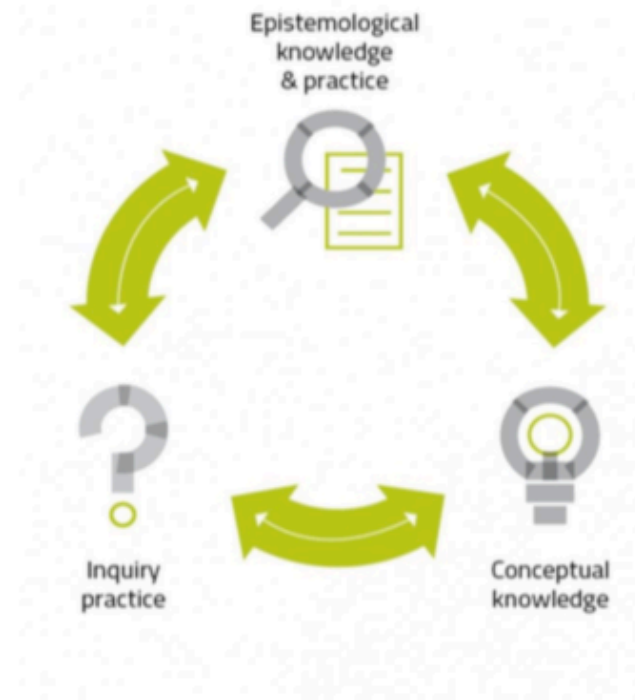 Epistemological
knowledge
& practice
Inquiry
practice
Conceptual
knowledge